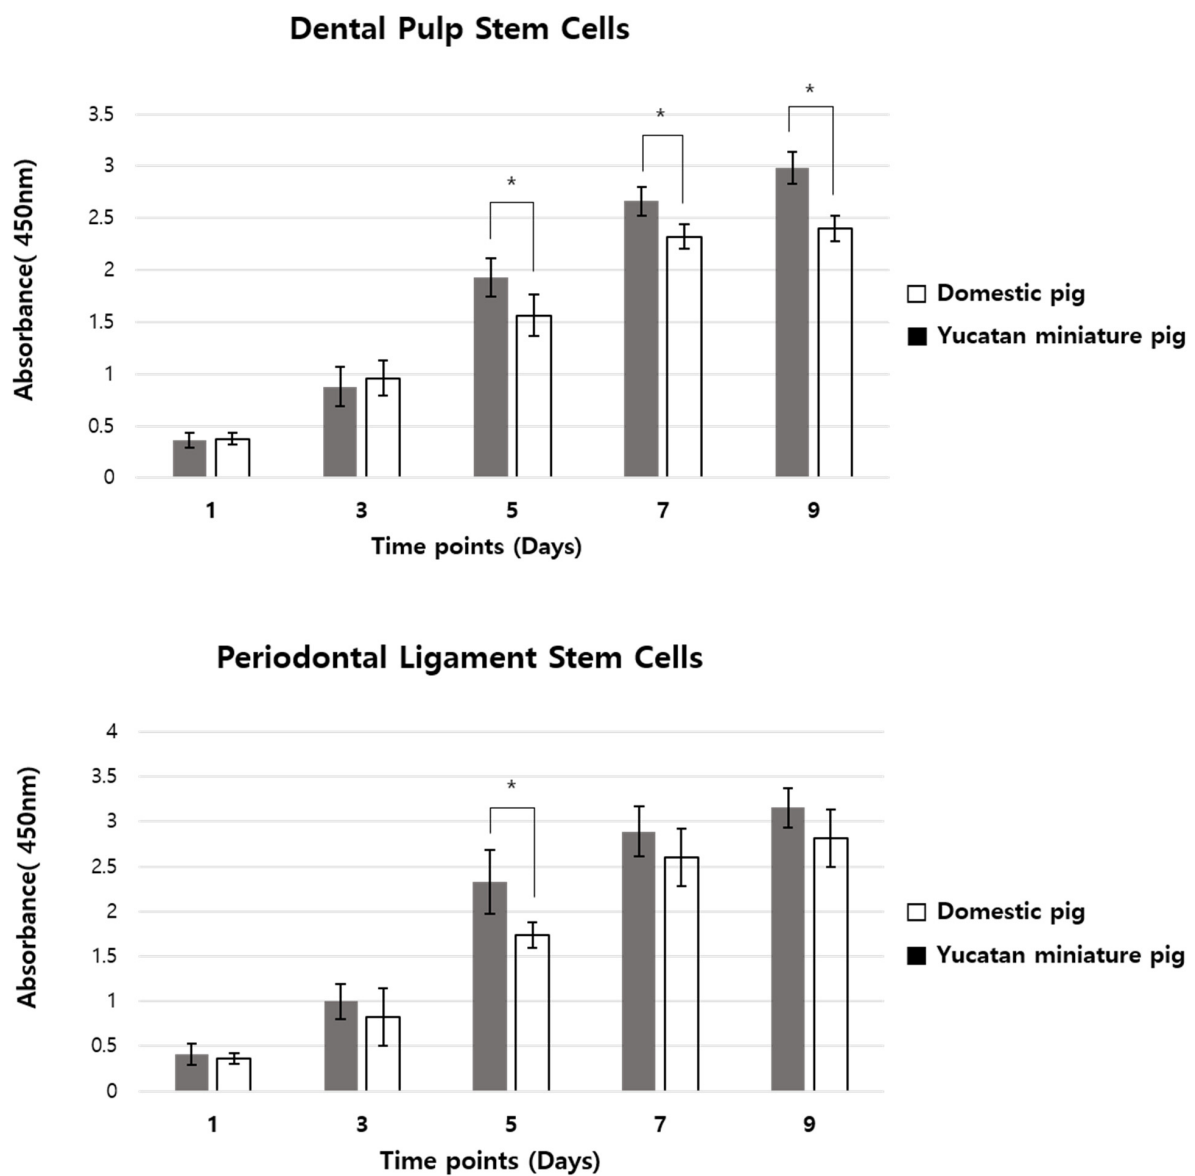 Dental Pulp Stem Cells
Absorbance( 450nm)
3.5
3
2.5
2
1.5
1
0.5
0
*
*
*
1 3 5 7 9
Time points (Days)
Domestic pig
Yucatan miniature pig
Periodontal Ligament Stem Cells
Absorbance( 450nm)
4
3.5
3
2.5
2
1.5
1
0.5
0
*
1 3 5 7 9
Time points (Days)
Domestic pig
Yucatan miniature pig